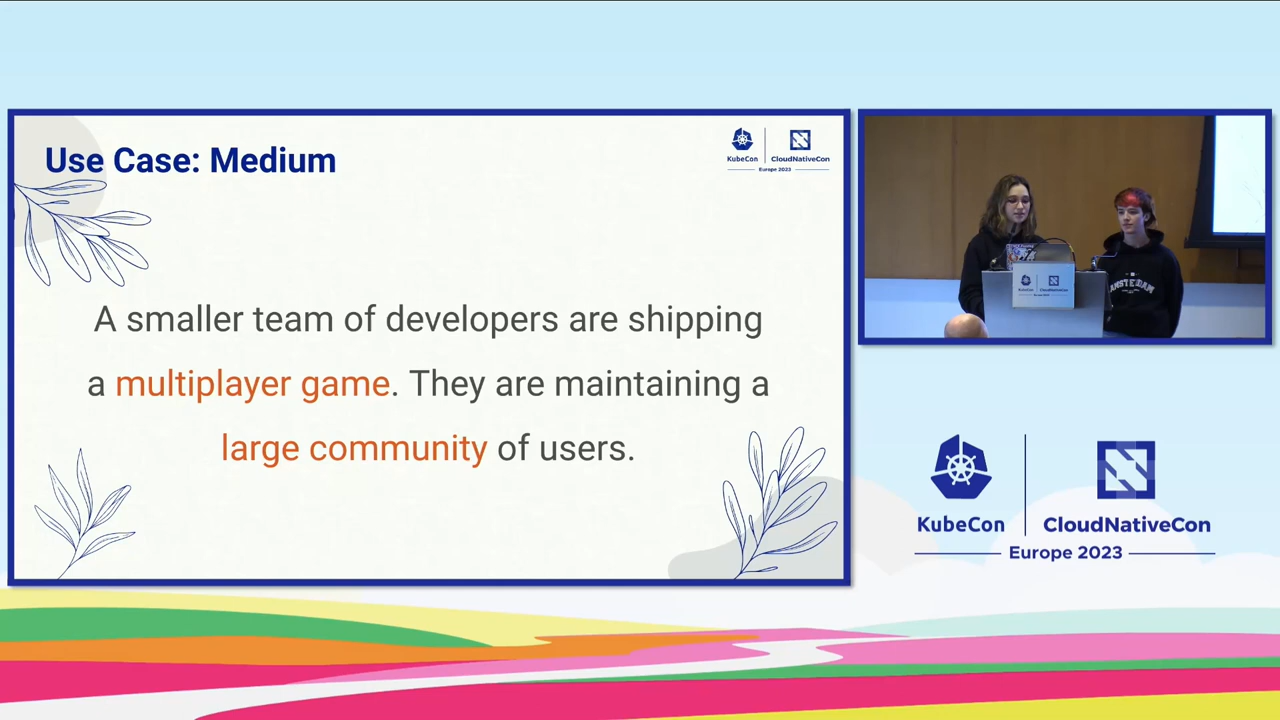 Use Case: Medium
KubeCon
CloudNativeCon
Europe 2023
A smaller team of developers are shipping
a multiplayer game. They are maintaining a
large community of users.
AMSTERDAM
KubeCon
CloudNativeCon
Europe 2023